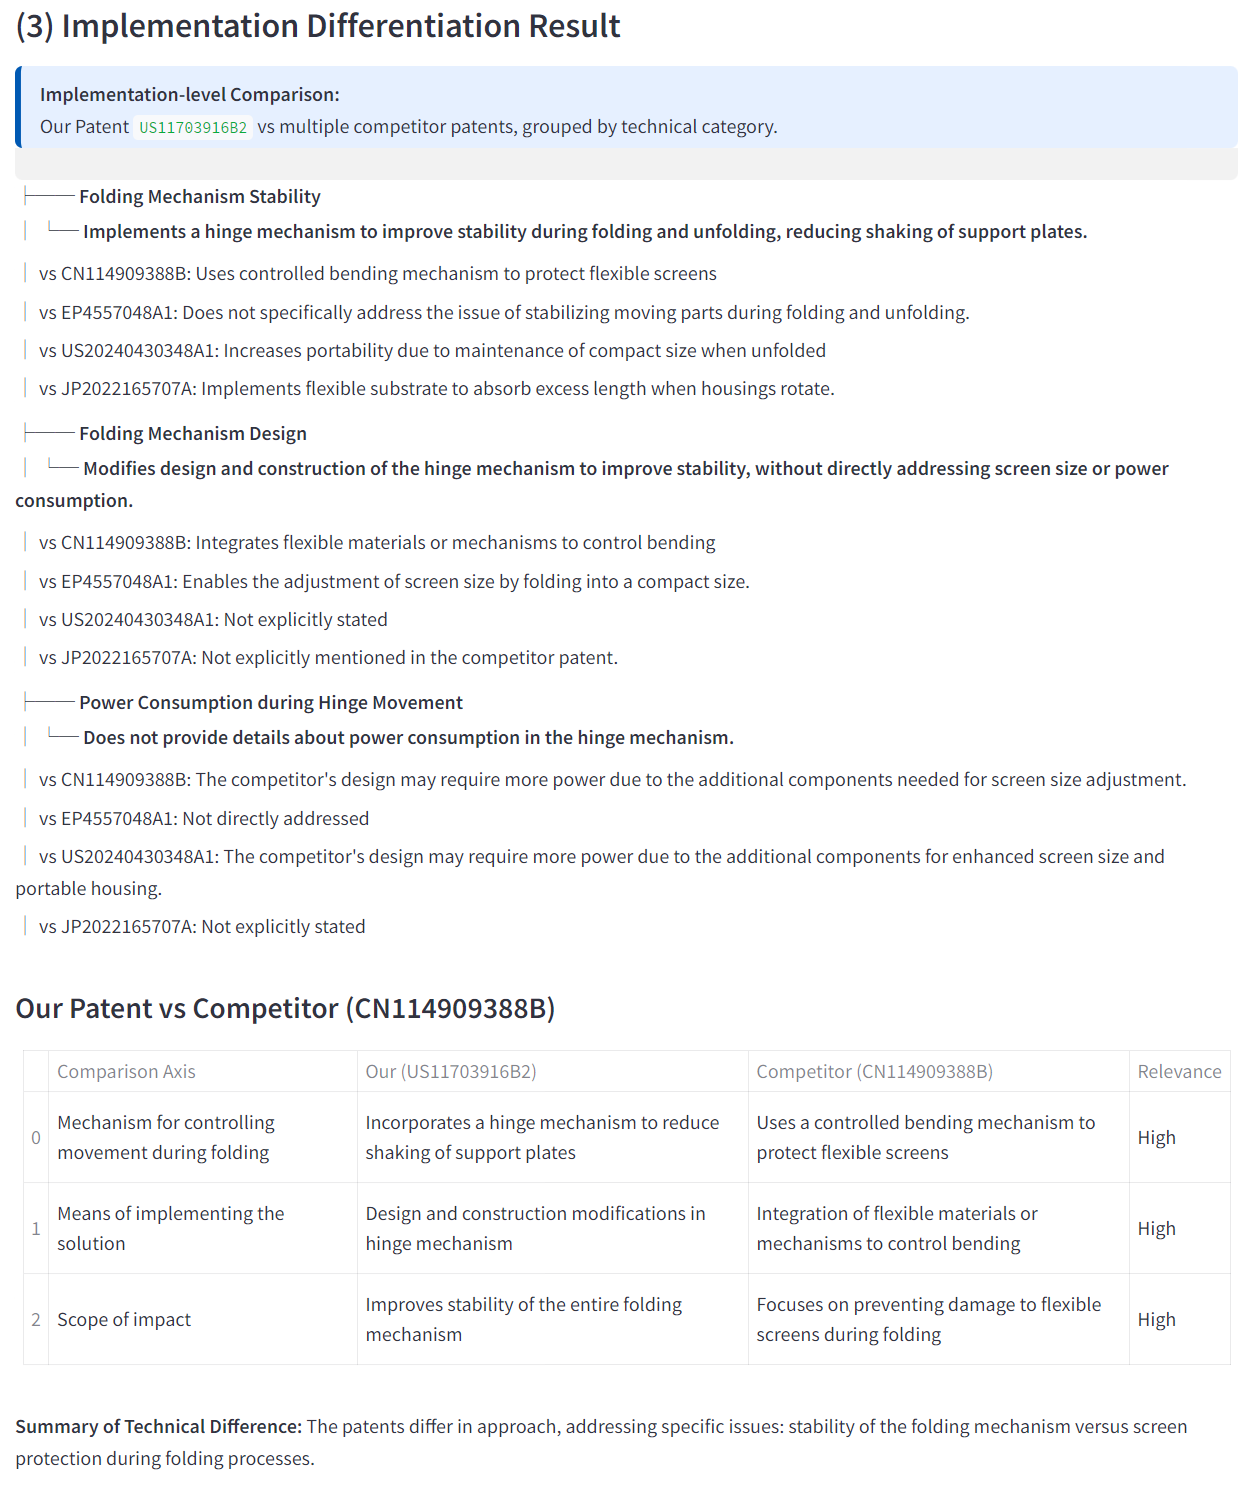 (3) Implementation Differentiation Result
Implementation-level Comparison:
Our Patent US11703916B2 vs multiple competitor patents, grouped by technical category.
Folding Mechanism Stability
Implements a hinge mechanism to improve stability during folding and unfolding, reducing shaking of support plates.
vs CN114909388B: Uses controlled bending mechanism to protect flexible screens
vs EP4557048A1: Does not specifically address the issue of stabilizing moving parts during folding and unfolding.
vs US20240430348A1: Increases portability due to maintenance of compact size when unfolded
vs JP2022165707A: Implements flexible substrate to absorb excess length when housings rotate.
Folding Mechanism Design
Modifies design and construction of the hinge mechanism to improve stability, without directly addressing screen size or power
consumption.
vs CN114909388B: Integrates flexible materials or mechanisms to control bending
vs EP4557048A1: Enables the adjustment of screen size by folding into a compact size.
vs US20240430348A1: Not explicitly stated
vs JP2022165707A: Not explicitly mentioned in the competitor patent.
Power Consumption during Hinge Movement
Does not provide details about power consumption in the hinge mechanism.
vs CN114909388B: The competitor's design may require more power due to the additional components needed for screen size adjustment.
vs EP4557048A1: Not directly addressed
vs US20240430348A1: The competitor's design may require more power due to the additional components for enhanced screen size and
portable housing.
vs JP2022165707A: Not explicitly stated
Our Patent vs Competitor (CN114909388B)
Comparison Axis Our (US11703916B2) Competitor (CN114909388B) Relevance
0 Mechanism for controlling movement during folding Incorporates a hinge mechanism to reduce shaking of support plates Uses a controlled bending mechanism to protect flexible screens High
1 Means of implementing the solution Design and construction modifications in hinge mechanism Integration of flexible materials or mechanisms to control bending High
2 Scope of impact Improves stability of the entire folding mechanism Focuses on preventing damage to flexible screens during folding High
Summary of Technical Difference: The patents differ in approach, addressing specific issues: stability of the folding mechanism versus screen
protection during folding processes.